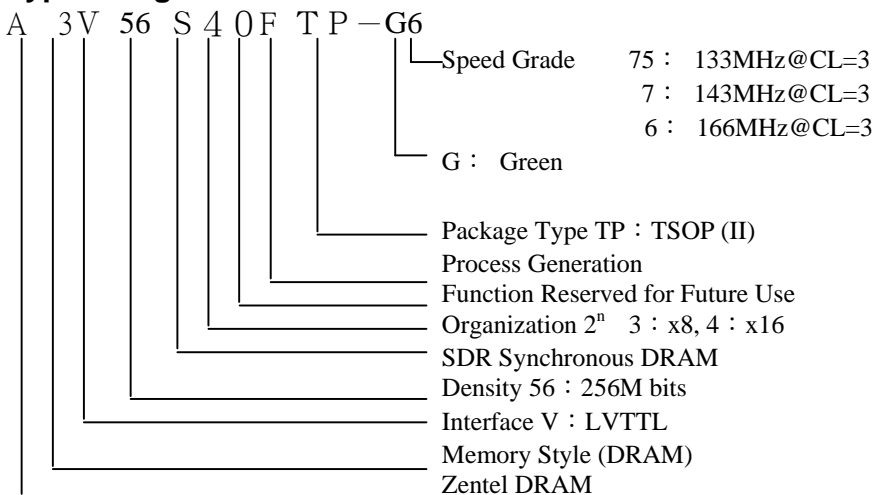 A 3V 56 S 4 0 F T P-G6
Speed Grade 75： 133MHz@CL=3
7： 143MHz@CL=3
6： 166MHz@CL=3
G： Green
Package Type TP：TSOP (II)
Process Generation
Function Reserved for Future Use
Organization 2ⁿ 3：x8, 4：x16
SDR Synchronous DRAM
Density 56：256M bits
Interface V：LVTTL
Memory Style (DRAM)
Zentel DRAM